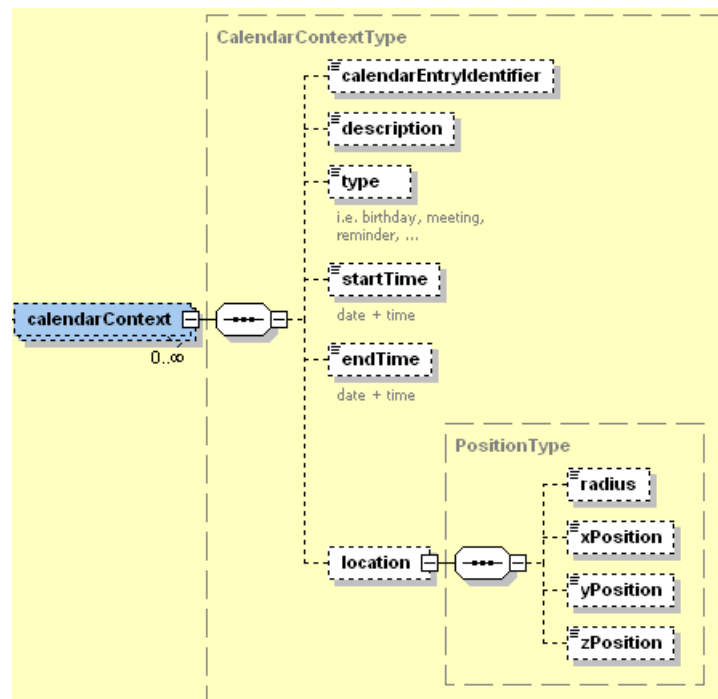 CalendarContextType
calendarEntryIdentifier
description
type
i.e. birthday, meeting,
reminder, ...
startTime
date + time
calendarContext
0..∞
endTime
date + time
PositionType
radius
xPosition
location
yPosition
zPosition